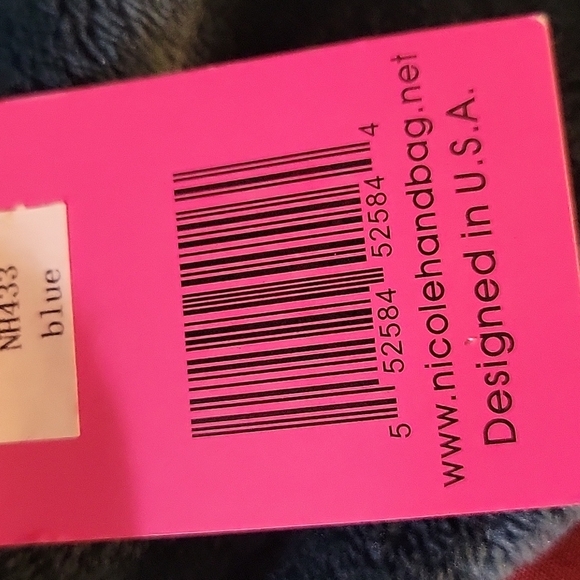 NH433
blue
5 52584 52584 4
www.nicolehandbag.net
Designed in U.S.A.